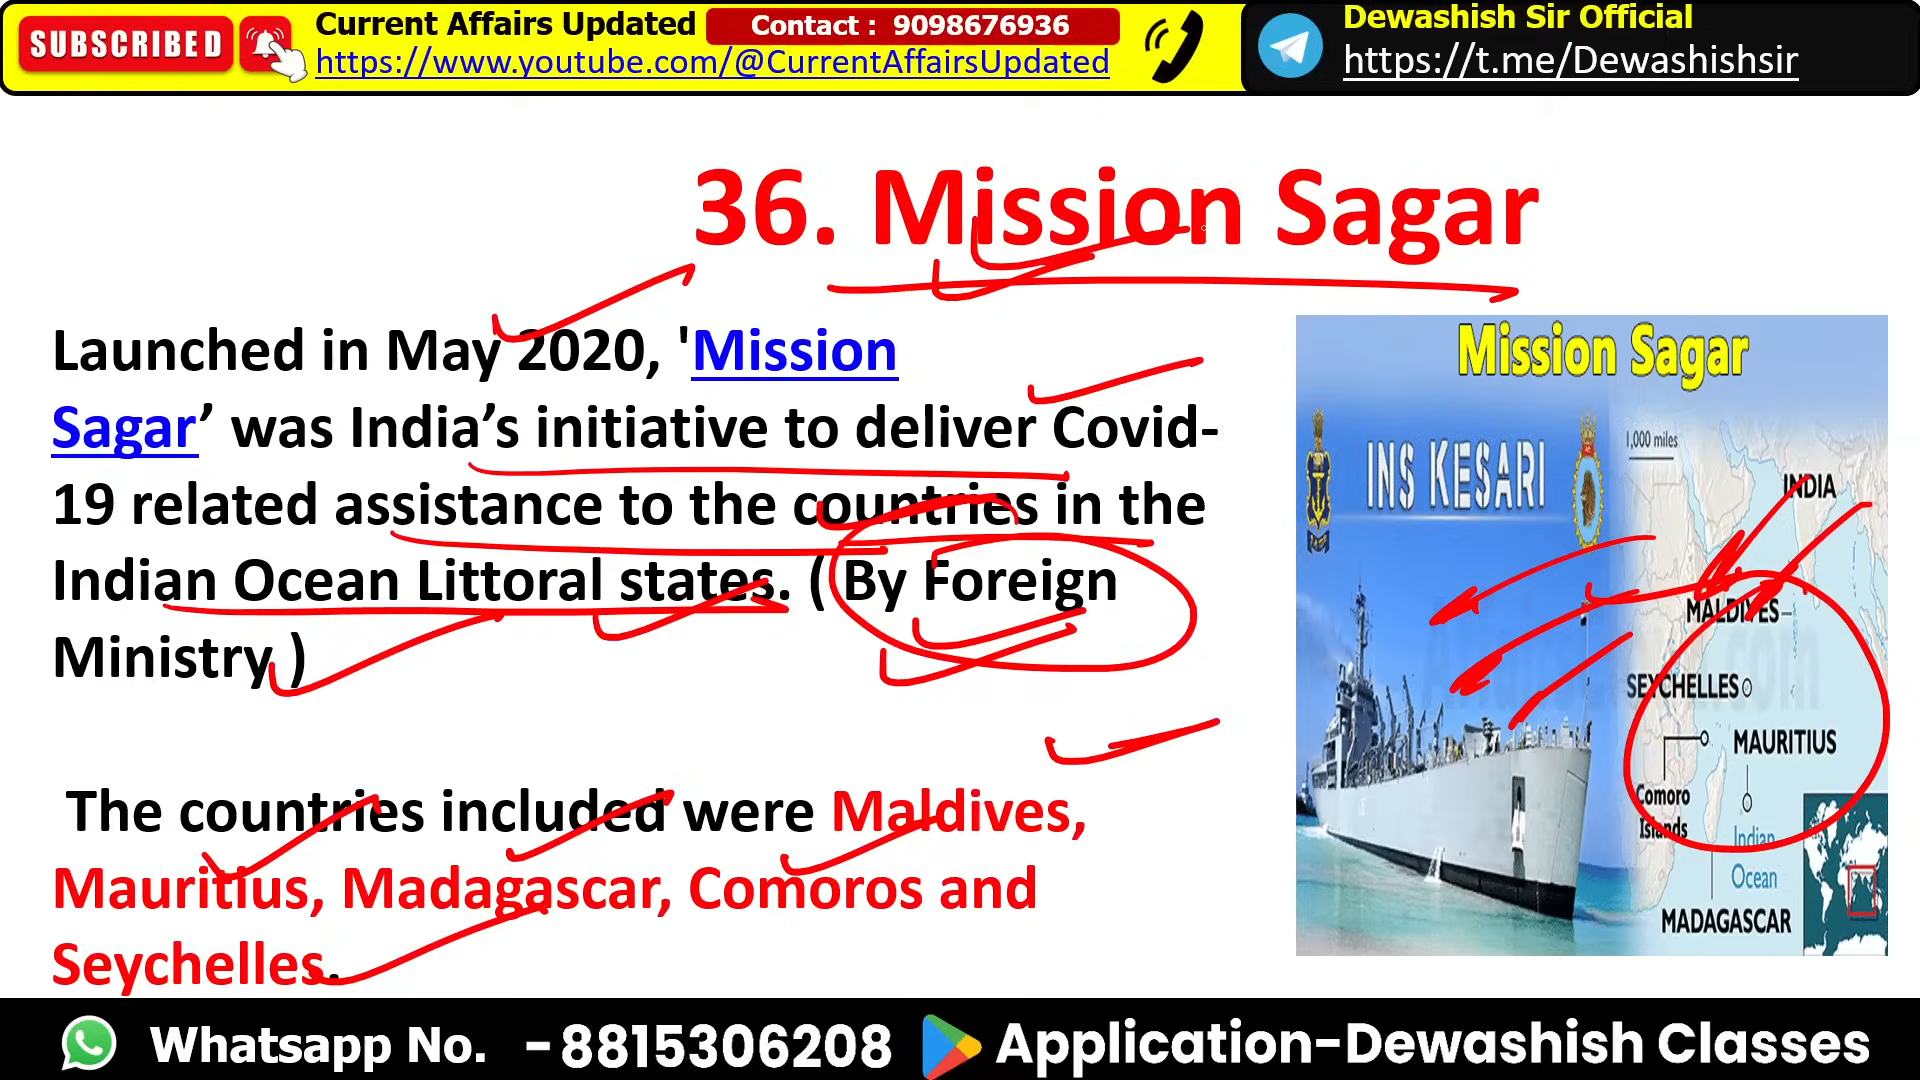 SUBSCRIBED
Current Affairs Updated
Contact : 9098676936
https://www.youtube.com/@CurrentAffairsUpdated
Dewashish Sir Official
https://t.me/Dewashishsir
36. Mission Sagar
Launched in May 2020, 'Mission
Sagar’ was India’s initiative to deliver Covid-
19 related assistance to the countries in the
Indian Ocean Littoral states. ( By Foreign
Ministry )
The countries included were Maldives,
Mauritius, Madagascar, Comoros and
Seychelles.
Mission Sagar
INS KESARI
1,000 miles
INDIA
MALDIVES
SEYCHELLES
MAURITIUS
Comoro
Islands
Indian
Ocean
MADAGASCAR
Whatsapp No. - 8815306208
Application-Dewashish Classes